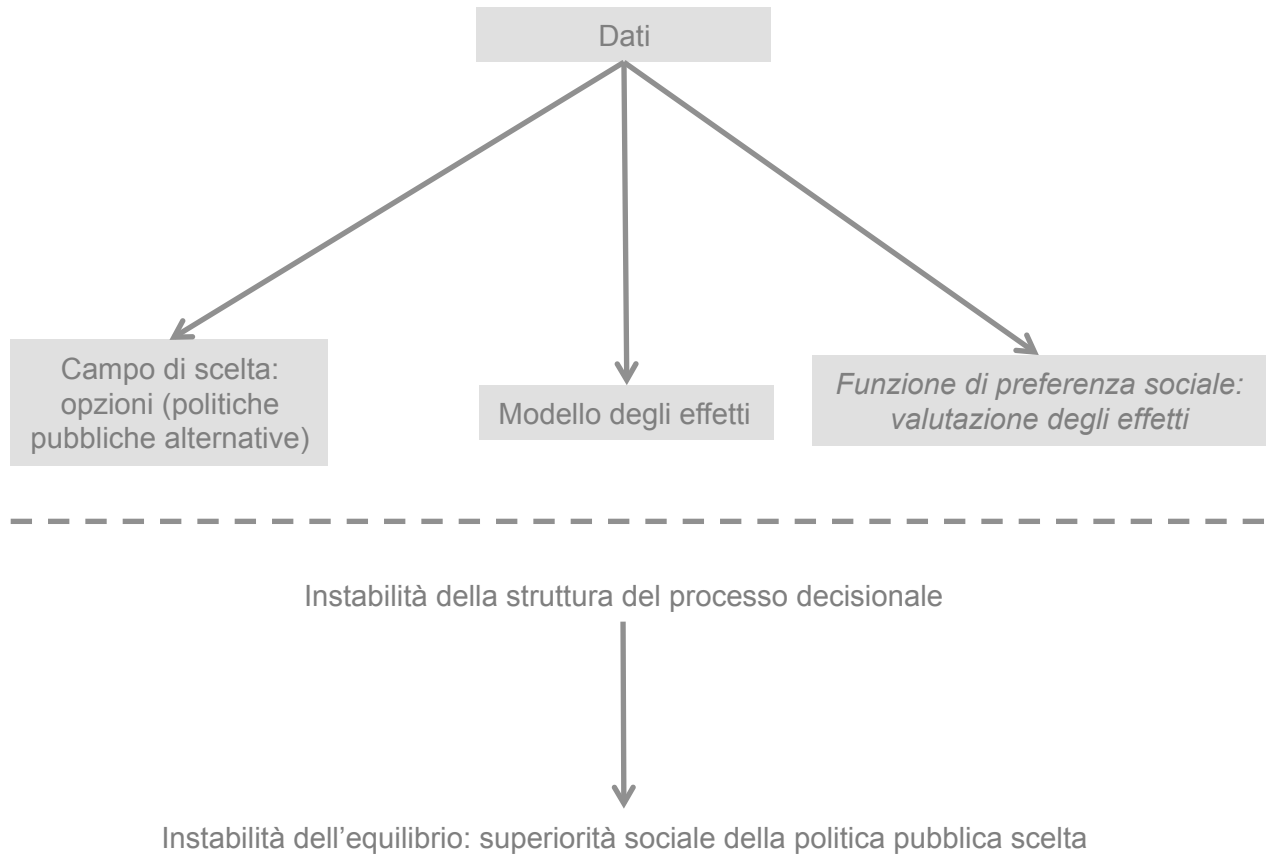 Dati
Campo di scelta:
opzioni (politiche
pubbliche alternative)
Modello degli effetti
Funzione di preferenza sociale:
valutazione degli effetti
Instabilità della struttura del processo decisionale
Instabilità dell’equilibrio: superiorità sociale della politica pubblica scelta